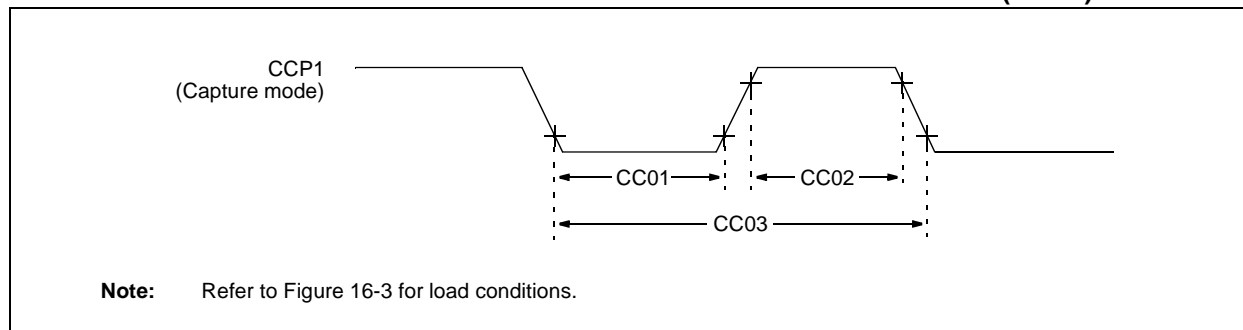 CCP1
(Capture mode)
CC01
CC02
CC03
Note: Refer to Figure 16-3 for load conditions.